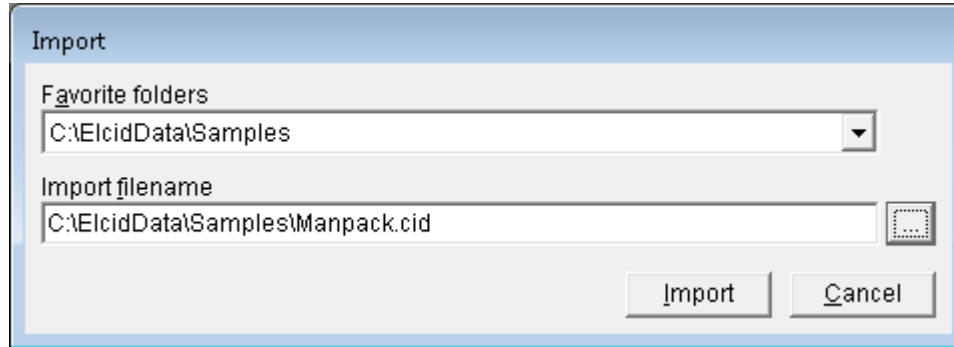 Import
Favorite folders
C:\ElcidData\Samples
Import filename
C:\ElcidData\Samples\Manpack.cid
...
Import
Cancel